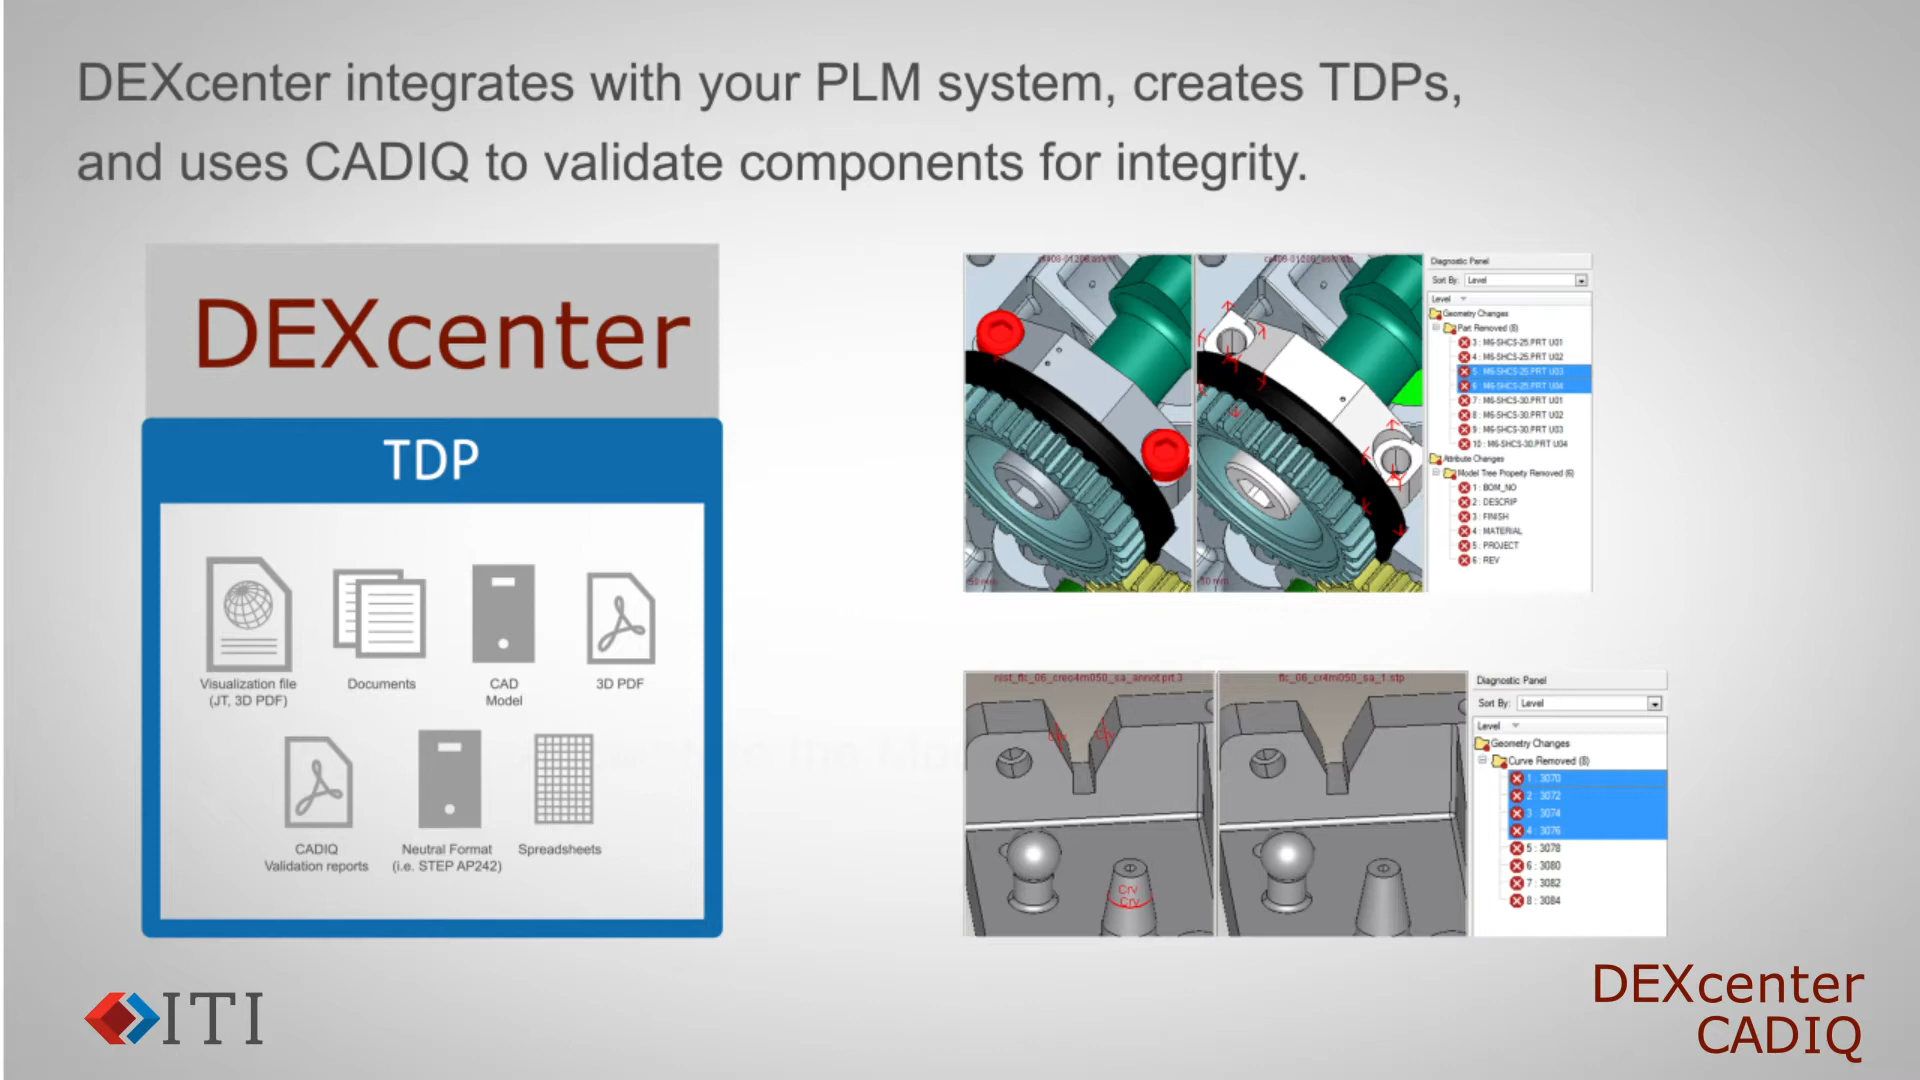 DEXcenter integrates with your PLM system, creates TDPs,
and uses CADIQ to validate components for integrity.
DEXcenter
TDP
Visualization file
(JT, 3D PDF)
Documents
CAD
Model
3D PDF
CADIQ
Validation reports
Neutral Format
(i.e. STEP AP242)
Spreadsheets
Diagnostic Panel
Sort By: Level
Level
Geometry Changes
Part Removed (8)
3 : M6-SHCS-25.PRT U01
4 : M6-SHCS-25.PRT U02
5 : M6-SHCS-25.PRT U03
6 : M6-SHCS-25.PRT U04
7 : M6-SHCS-30.PRT U01
8 : M6-SHCS-30.PRT U02
9 : M6-SHCS-30.PRT U03
10 : M6-SHCS-30.PRT U04
Attribute Changes
Model Tree Property Removed (6)
1 : BOM_NO
2 : DESCRIP
3 : FINISH
4 : MATERIAL
5 : PROJECT
6 : REV
nist_ftc_06_creo4m050_sa_annot.prt.3
ftc_06_cr4m050_sa_1.stp
Crv
Crv
Diagnostic Panel
Sort By: Level
Level
Geometry Changes
Curve Removed (8)
1 : 3070
2 : 3072
3 : 3074
4 : 3076
5 : 3078
6 : 3080
7 : 3082
8 : 3084
ITI
DEXcenter
CADIQ